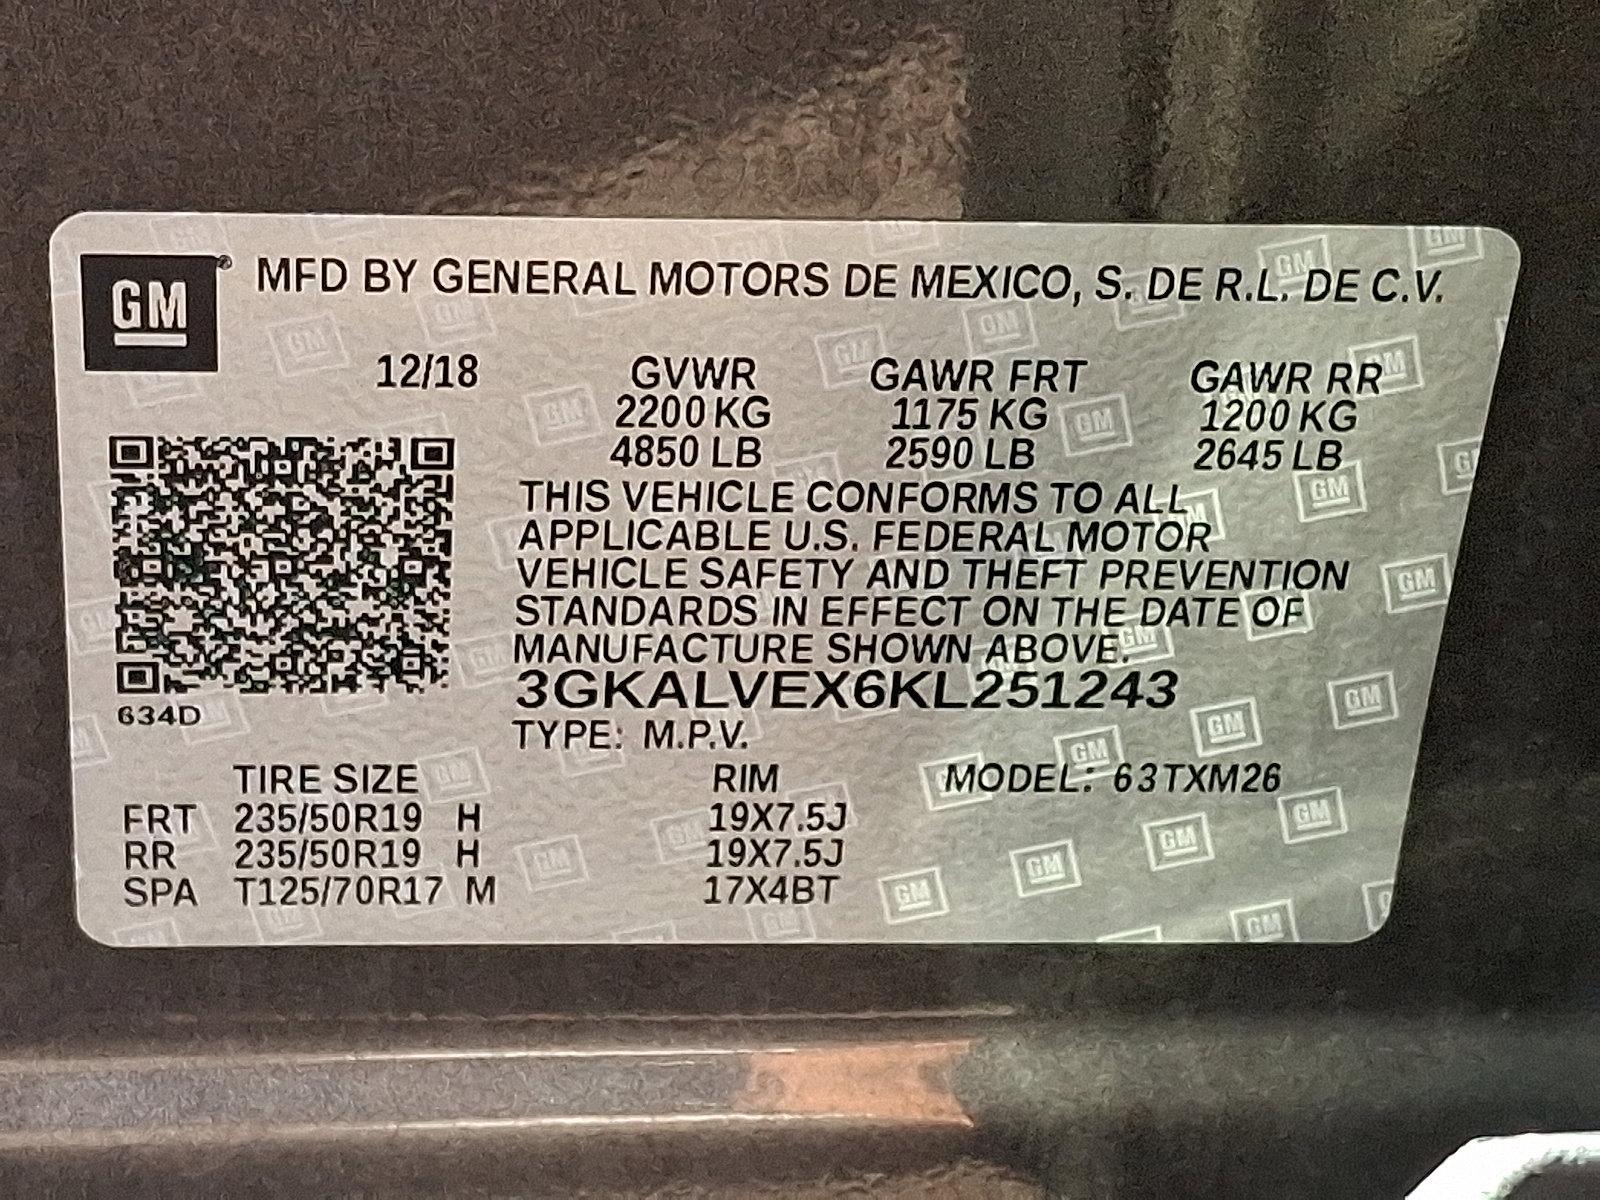 GM MFD BY GENERAL MOTORS DE MEXICO, S. DE R.L. DE C.V.
12/18 GVWR GAWR FRT GAWR RR
2200 KG 1175 KG 1200 KG
4850 LB 2590 LB 2645 LB
THIS VEHICLE CONFORMS TO ALL
APPLICABLE U.S. FEDERAL MOTOR
VEHICLE SAFETY AND THEFT PREVENTION
STANDARDS IN EFFECT ON THE DATE OF
MANUFACTURE SHOWN ABOVE.
3GKALVEX6KL251243
634D
TYPE: M.P.V.
TIRE SIZE RIM MODEL: 63TXM26
FRT 235/50R19 H 19X7.5J
RR 235/50R19 H 19X7.5J
SPA T125/70R17 M 17X4BT